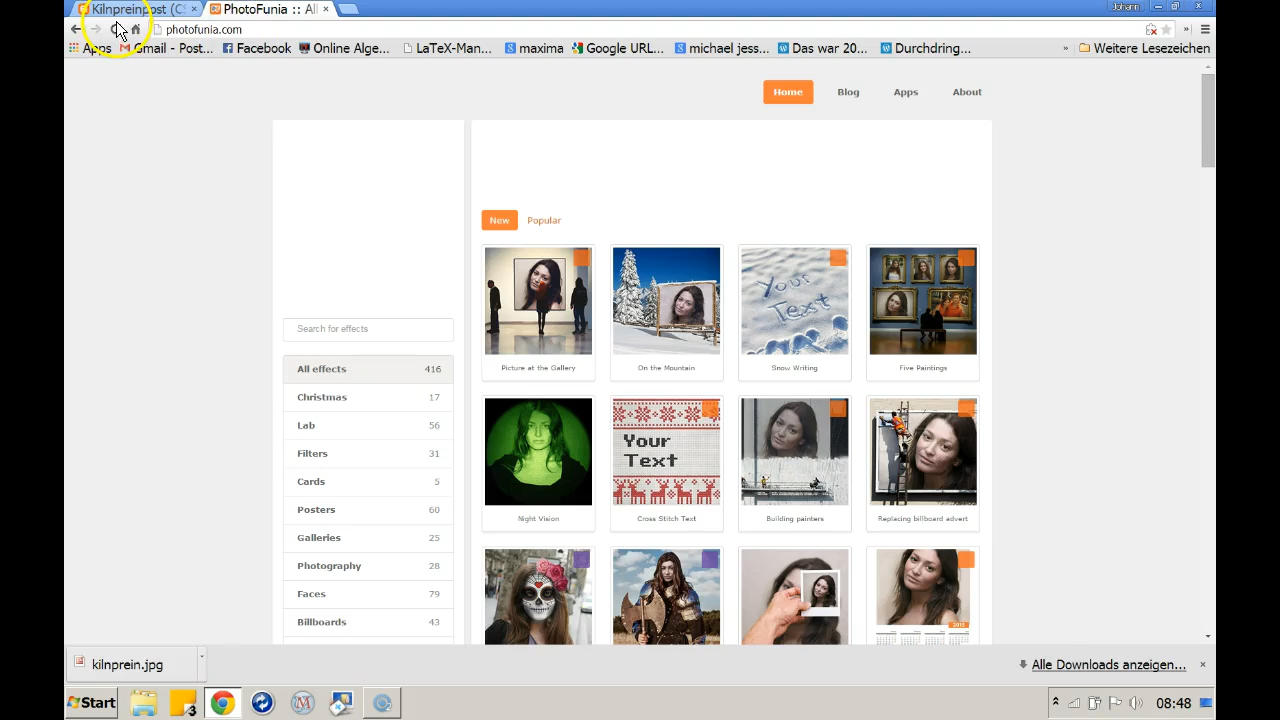 Kilnpreinpost (CS
PhotoFunia :: All
Johann
photofunia.com
Apps
Gmail - Post...
Facebook
Online Alge...
LaTeX-Man...
maxima
Google URL...
michael jess...
Das war 20...
Durchdring...
»
Weitere Lesezeichen
Home
Blog
Apps
About
New
Popular
Your
Text
Picture at the Gallery
On the Mountain
Snow Writing
Five Paintings
Search for effects
All effects 416
Christmas 17
Lab 56
Filters 31
Cards 5
Posters 60
Galleries 25
Photography 28
Faces 79
Billboards 43
Your
Text
Night Vision
Cross Stitch Text
Building painters
Replacing billboard advert
2015
kilnprein.jpg
Alle Downloads anzeigen...
Start
3
08:48